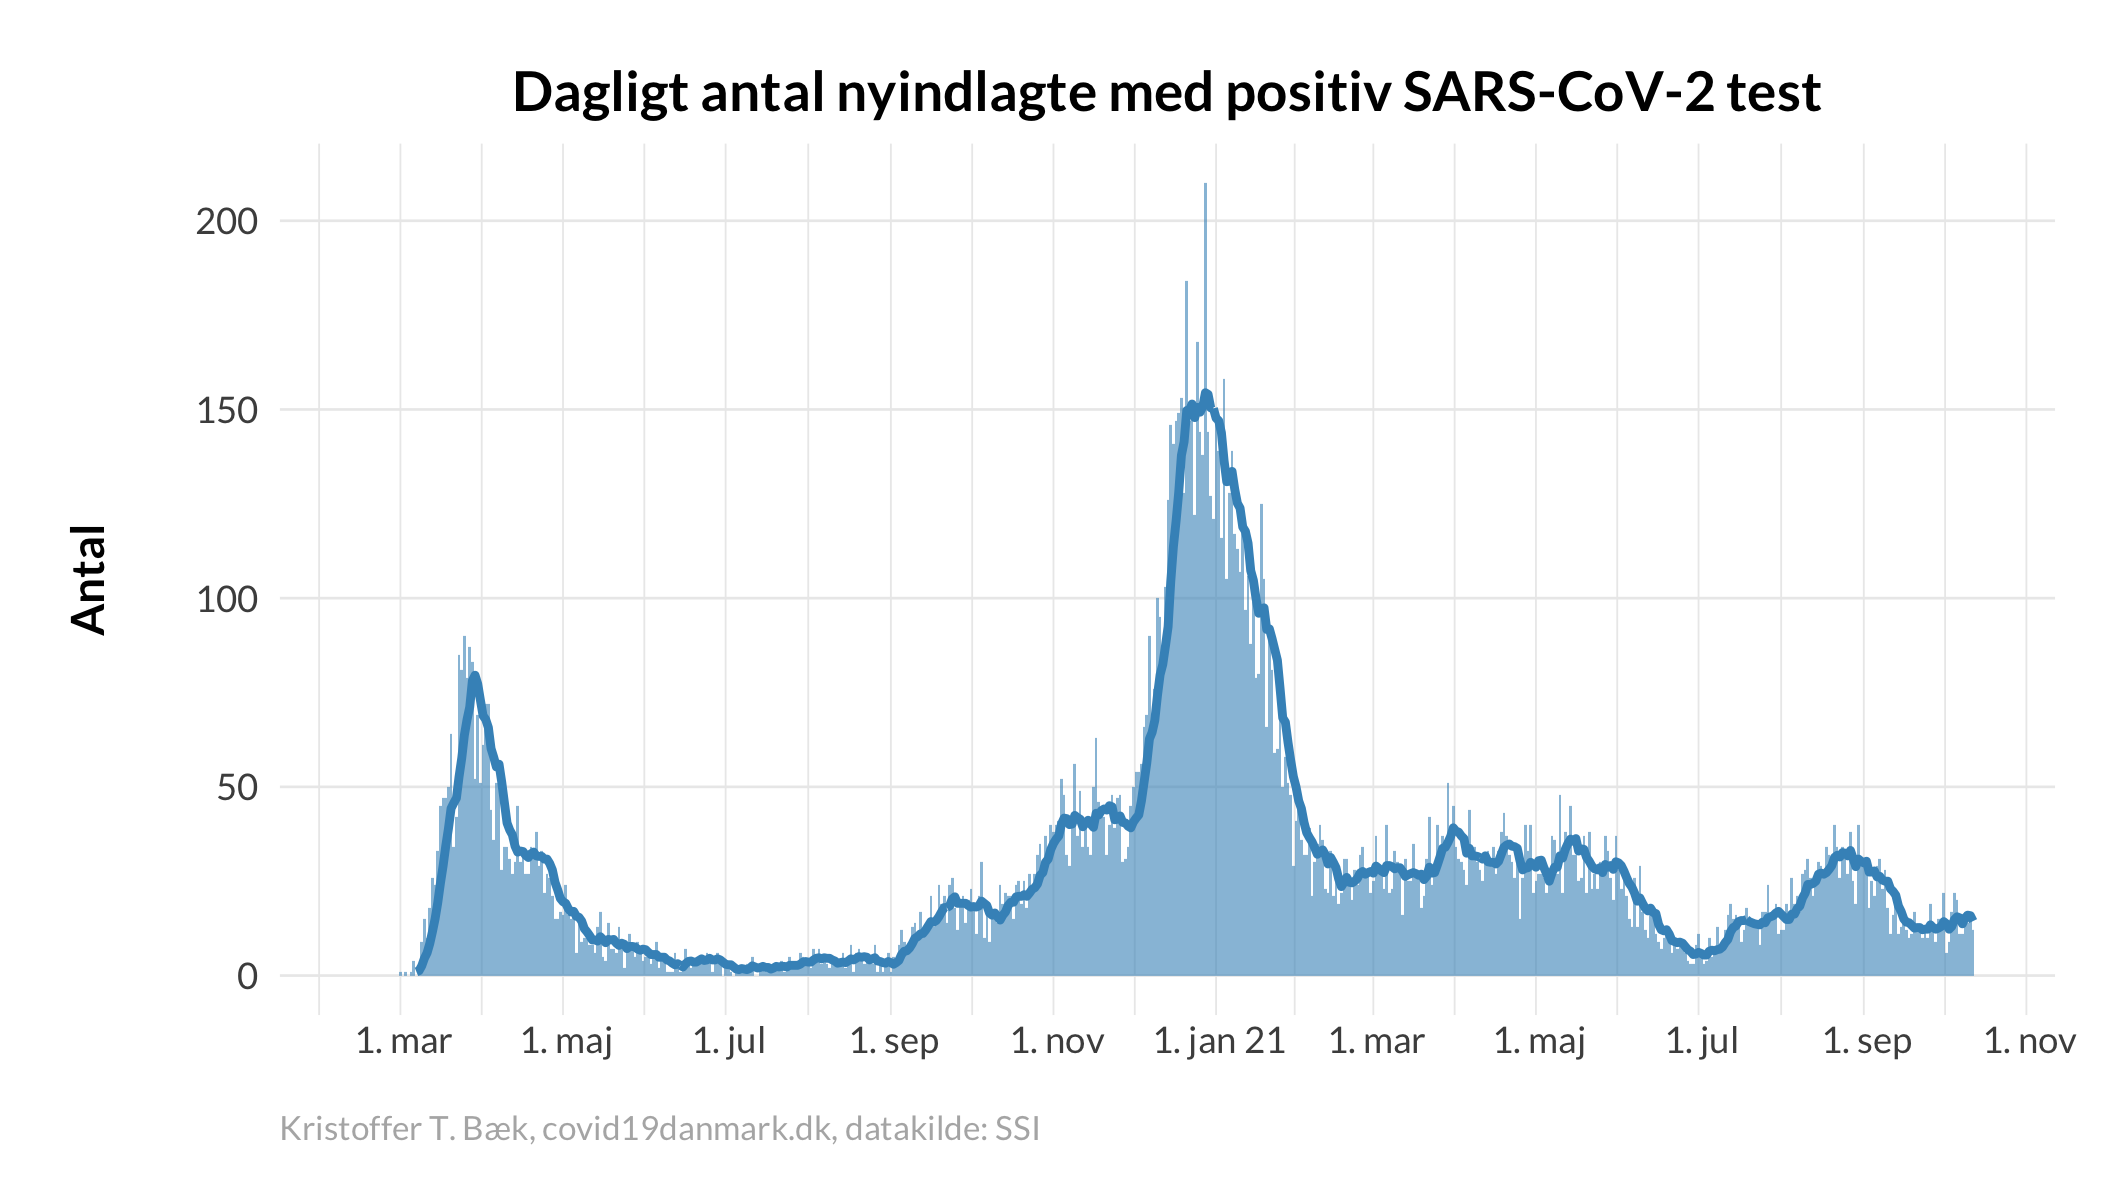 Dagligt antal nyindlagte med positiv SARS-CoV-2 test
Antal
200
150
100
50
0
1. mar 1. maj 1. jul 1. sep 1. nov 1. jan 21 1. mar 1. maj 1. jul 1. sep 1. nov
Kristoffer T. Bæk, covid19danmark.dk, datakilde: SSI